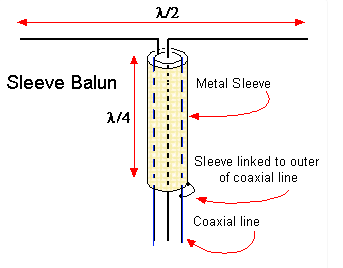 λ/2
Sleeve Balun
Metal Sleeve
λ/4
Sleeve linked to outer
of coaxial line
Coaxial line